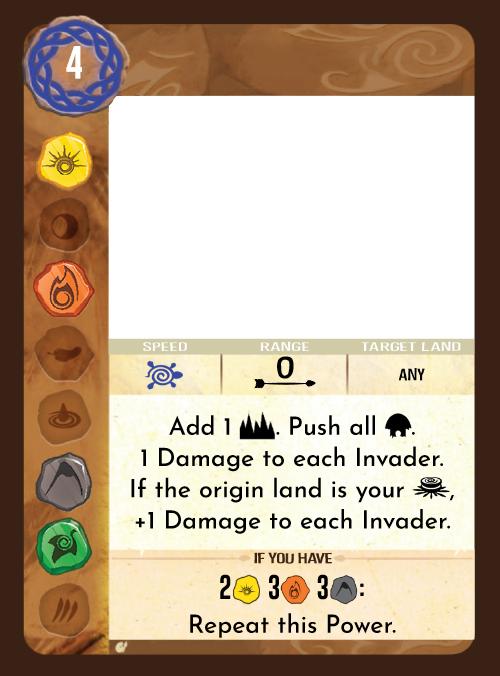 4
SPEED RANGE TARGET LAND
0 ANY
Add 1 . Push all .
1 Damage to each Invader.
If the origin land is your ,
+1 Damage to each Invader.
IF YOU HAVE
2 3 3 :
Repeat this Power.